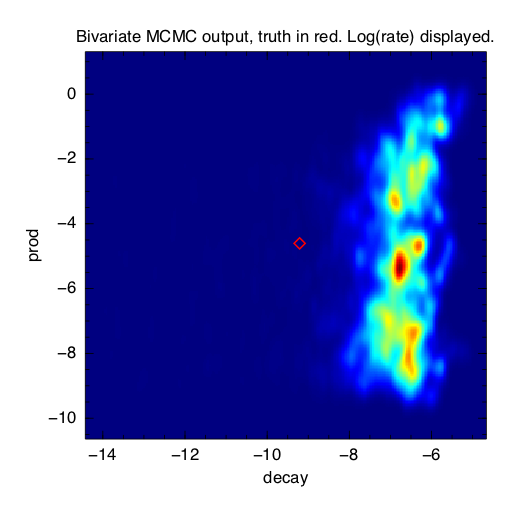 Bivariate MCMC output, truth in red. Log(rate) displayed.
0
−2
−4
prod
−6
−8
−10
−14 −12 −10 −8 −6
decay